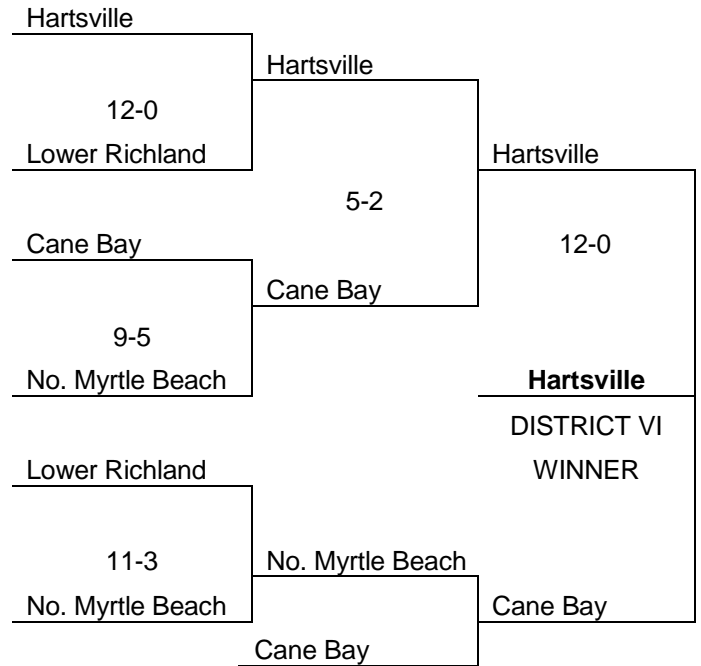 Hartsville
Hartsville
12-0
Lower Richland
Hartsville
5-2
Cane Bay
12-0
Cane Bay
9-5
No. Myrtle Beach
Hartsville
DISTRICT VI
Lower Richland
WINNER
11-3
No. Myrtle Beach
No. Myrtle Beach
Cane Bay
Cane Bay